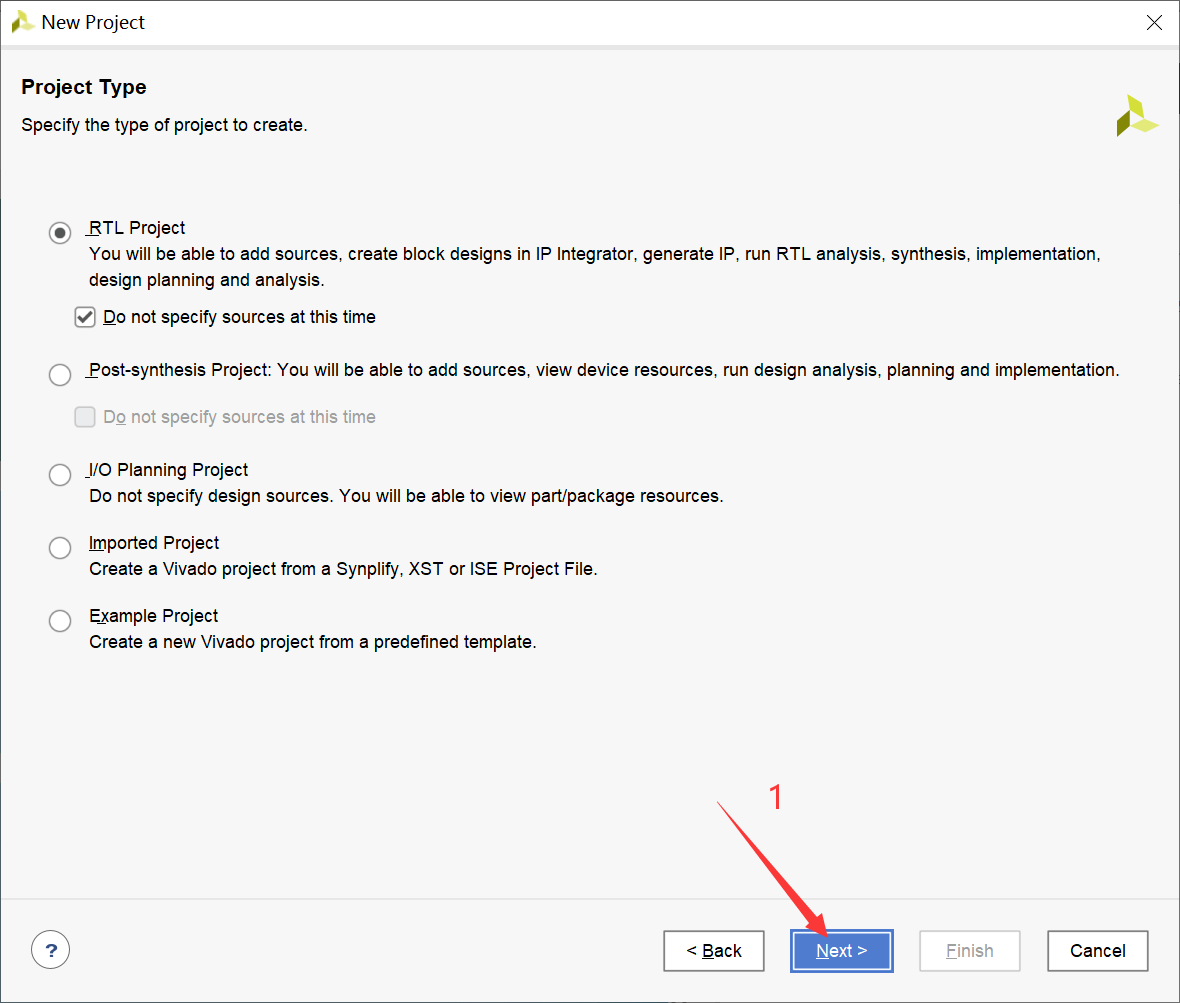 New Project
Project Type
Specify the type of project to create.
RTL Project
You will be able to add sources, create block designs in IP Integrator, generate IP, run RTL analysis, synthesis, implementation,
design planning and analysis.
Do not specify sources at this time
Post-synthesis Project: You will be able to add sources, view device resources, run design analysis, planning and implementation.
Do not specify sources at this time
I/O Planning Project
Do not specify design sources. You will be able to view part/package resources.
Imported Project
Create a Vivado project from a Synplify, XST or ISE Project File.
Example Project
Create a new Vivado project from a predefined template.
1
? < Back Next > Finish Cancel